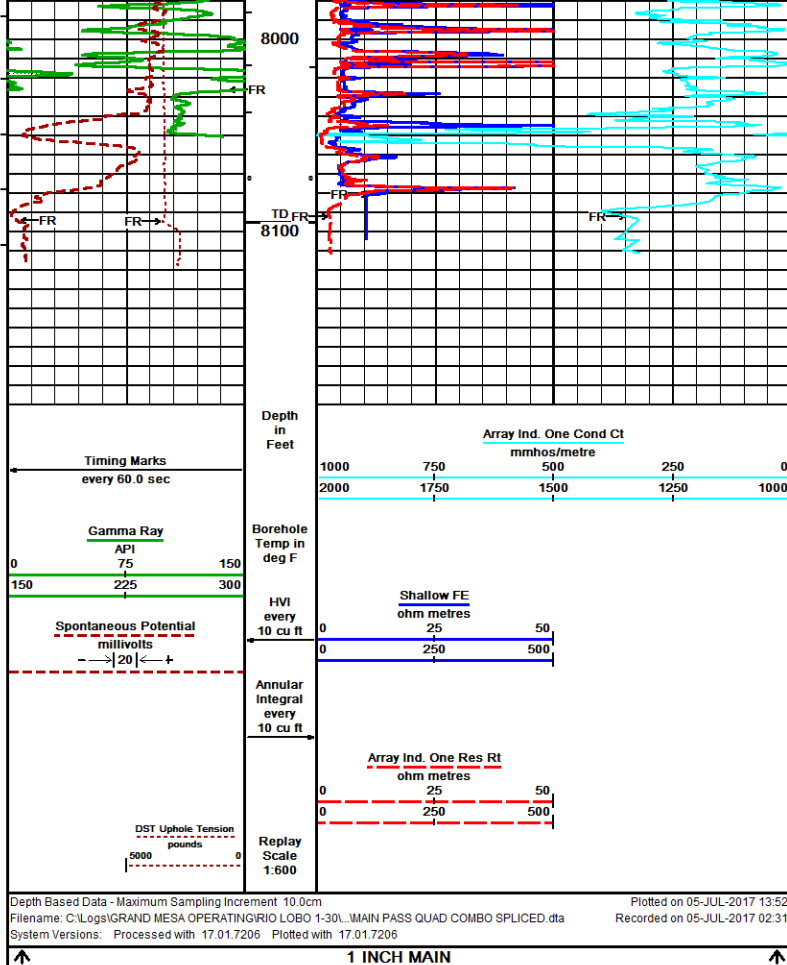 8000
FR
FR
FR
FR
TD FR
FR
8100
Depth
in
Feet
Array Ind. One Cond Ct
mmhos/metre
1000 750 500 250 0
2000 1750 1500 1250 1000
Timing Marks
every 60.0 sec
Gamma Ray
API
0 75 150
150 225 300
Borehole
Temp in
deg F
HVI
every
10 cu ft
Shallow FE
ohm metres
0 25 50
0 250 500
Spontaneous Potential
millivolts
- 20 +
Annular
Integral
every
10 cu ft
Array Ind. One Res Rt
ohm metres
0 25 50
0 250 500
DST Uphole Tension
pounds
5000 0
Replay
Scale
1:600
Depth Based Data - Maximum Sampling Increment 10.0cm Plotted on 05-JUL-2017 13:52
Filename: C:\Logs\GRAND MESA OPERATING\RIO LOBO 1-30\...\MAIN PASS QUAD COMBO SPLICED.dta Recorded on 05-JUL-2017 02:31
System Versions: Processed with 17.01.7206 Plotted with 17.01.7206
1 INCH MAIN